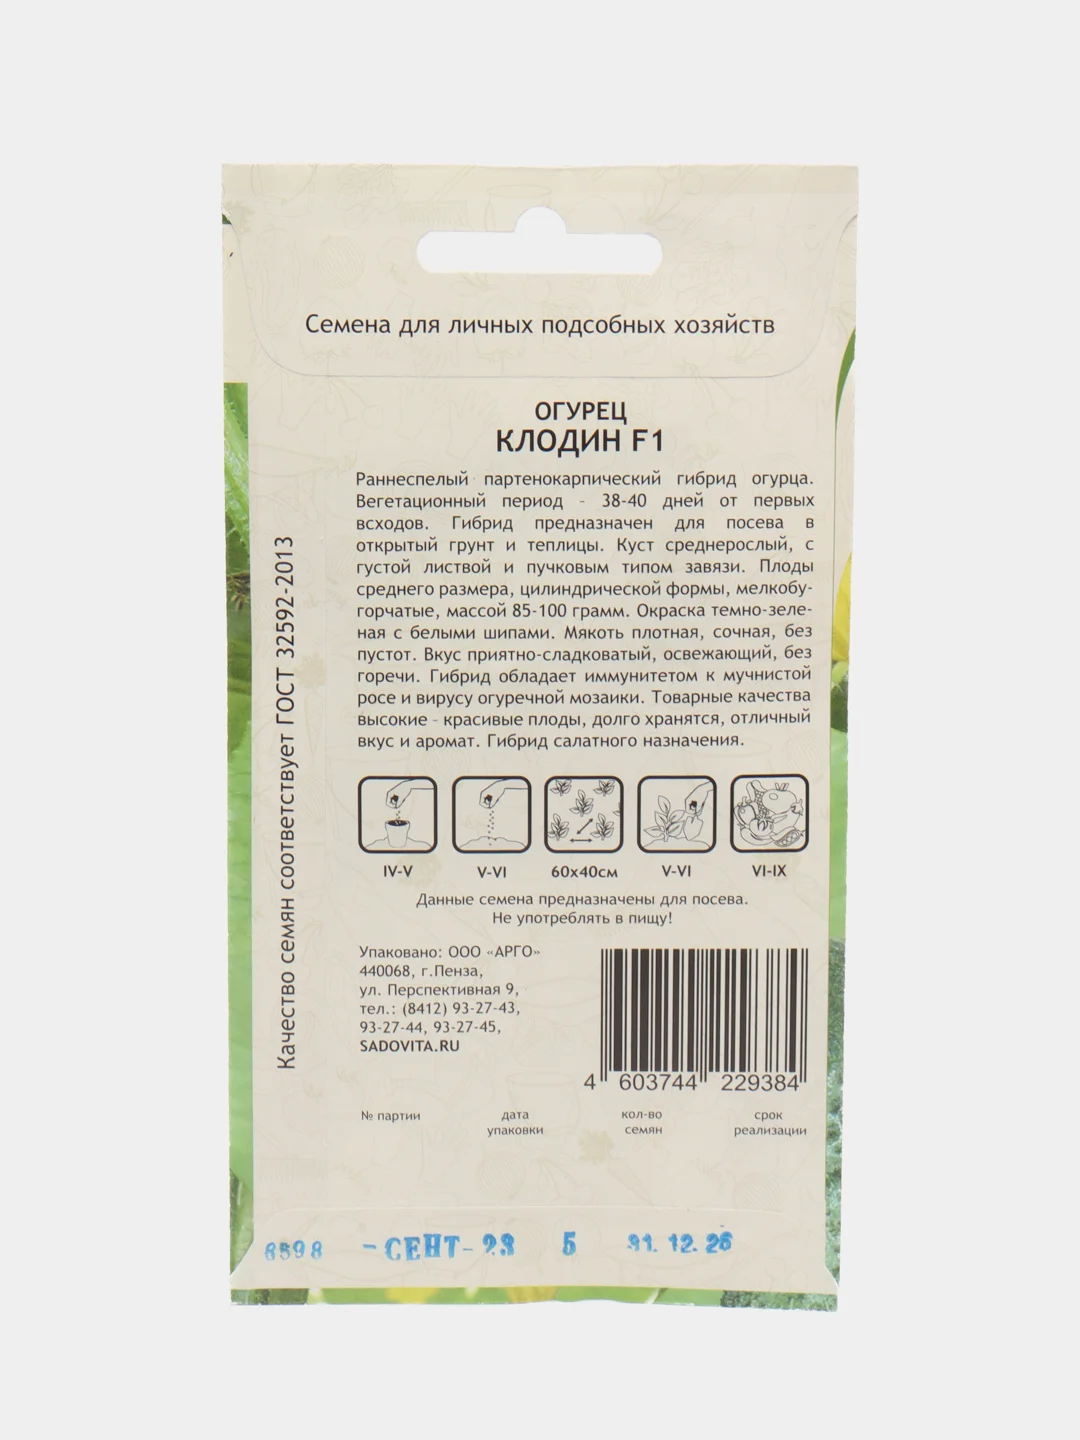 Семена для личных подсобных хозяйств
ОГУРЕЦ
КЛОДИН F1
Раннеспелый партенокарпический гибрид огурца.
Вегетационный период - 38-40 дней от первых
всходов. Гибрид предназначен для посева в
открытый грунт и теплицы. Куст среднерослый, с
густой листвой и пучковым типом завязи. Плоды
среднего размера, цилиндрической формы, мелкобу-
горчатые, массой 85-100 грамм. Окраска темно-зеле-
ная с белыми шипами. Мякоть плотная, сочная, без
пустот. Вкус приятно-сладковатый, освежающий, без
горечи. Гибрид обладает иммунитетом к мучнистой
росе и вирусу огуречной мозаики. Товарные качества
высокие - красивые плоды, долго хранятся, отличный
вкус и аромат. Гибрид салатного назначения.
Качество семян соответствует ГОСТ 32592-2013
IV-V V-VI 60х40см V-VI VI-IX
Данные семена предназначены для посева.
Не употреблять в пищу!
Упаковано: ООО «АРГО»
440068, г.Пенза,
ул. Перспективная 9,
тел.: (8412) 93-27-43,
93-27-44, 93-27-45,
SADOVITA.RU
4 603744 229384
№ партии
дата
упаковки
кол-во
семян
срок
реализации
8598 -СЕНТ-23 5 31.12.26